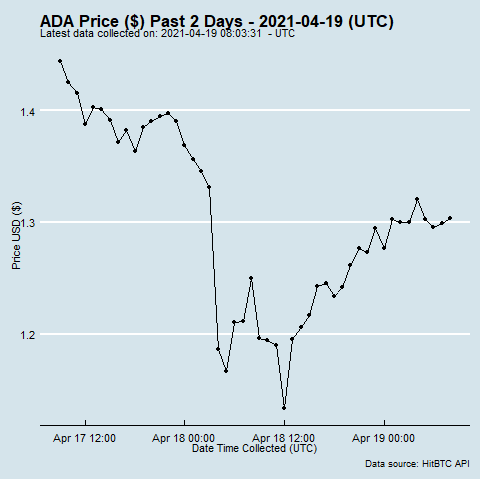 ADA Price ($) Past 2 Days - 2021-04-19 (UTC)
Latest data collected on: 2021-04-19 08:03:31 - UTC
1.4
1.3
1.2
Price USD ($)
Apr 17 12:00 Apr 18 00:00 Apr 18 12:00 Apr 19 00:00
Date Time Collected (UTC)
Data source: HitBTC API